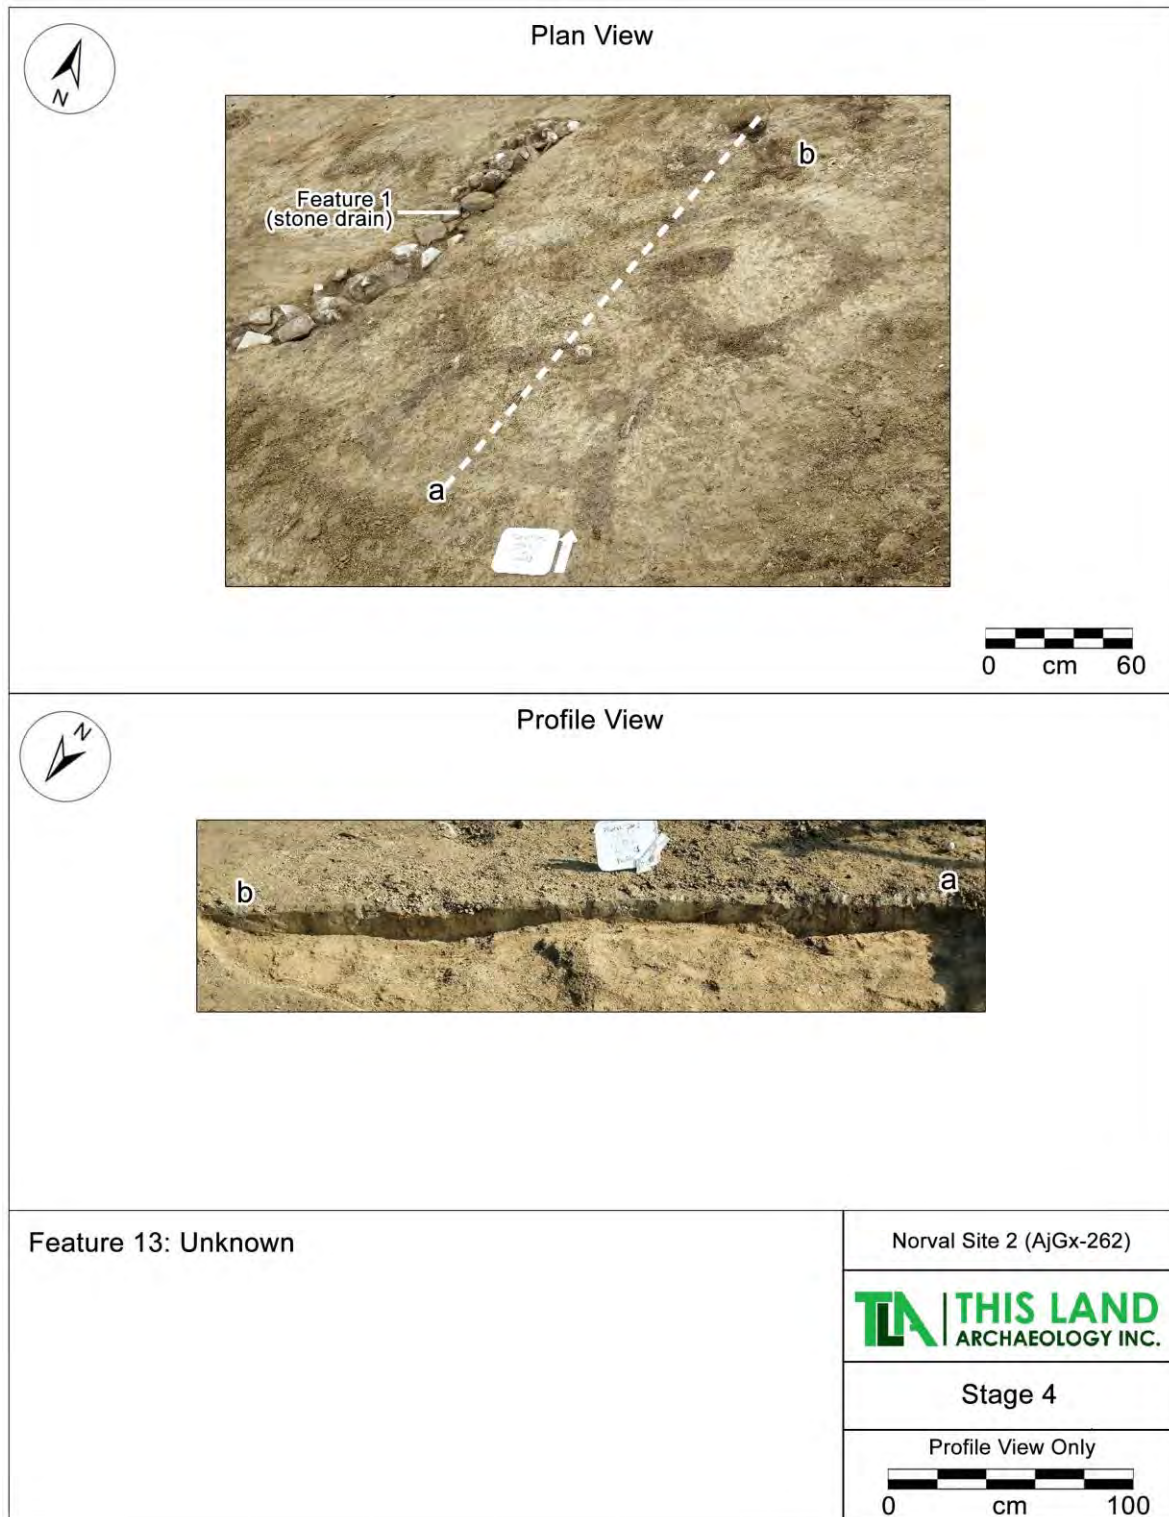 Plan View
N
Feature 1
(stone drain)
b
a
0 cm 60
Profile View
N
b
a
Feature 13: Unknown
Norval Site 2 (AjGx-262)
TLA THIS LAND
ARCHAEOLOGY INC.
Stage 4
Profile View Only
0 cm 100